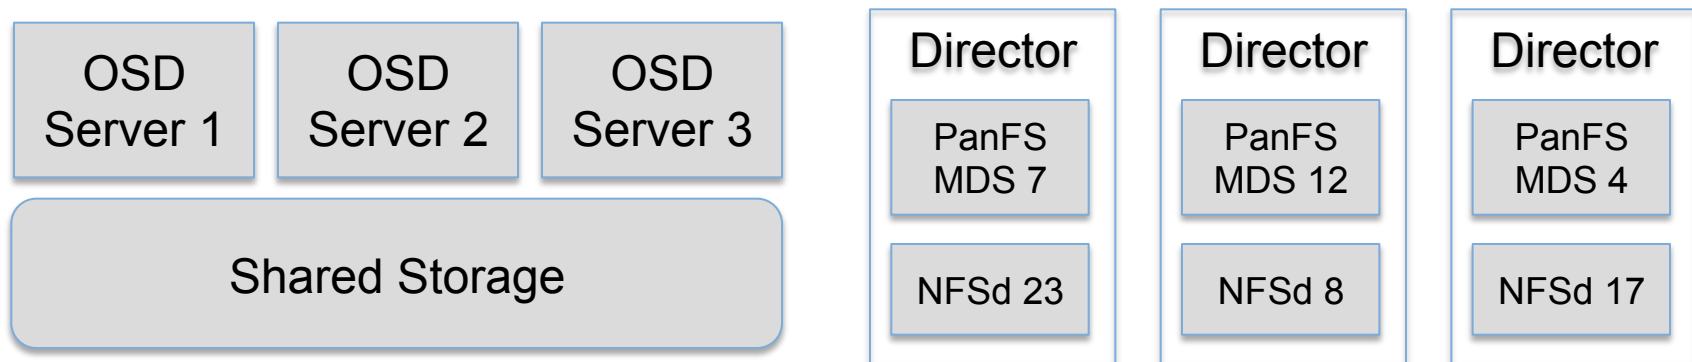 OSD
Server 1
OSD
Server 2
OSD
Server 3
Shared Storage
Director
PanFS
MDS 7
NFSd 23
Director
PanFS
MDS 12
NFSd 8
Director
PanFS
MDS 4
NFSd 17